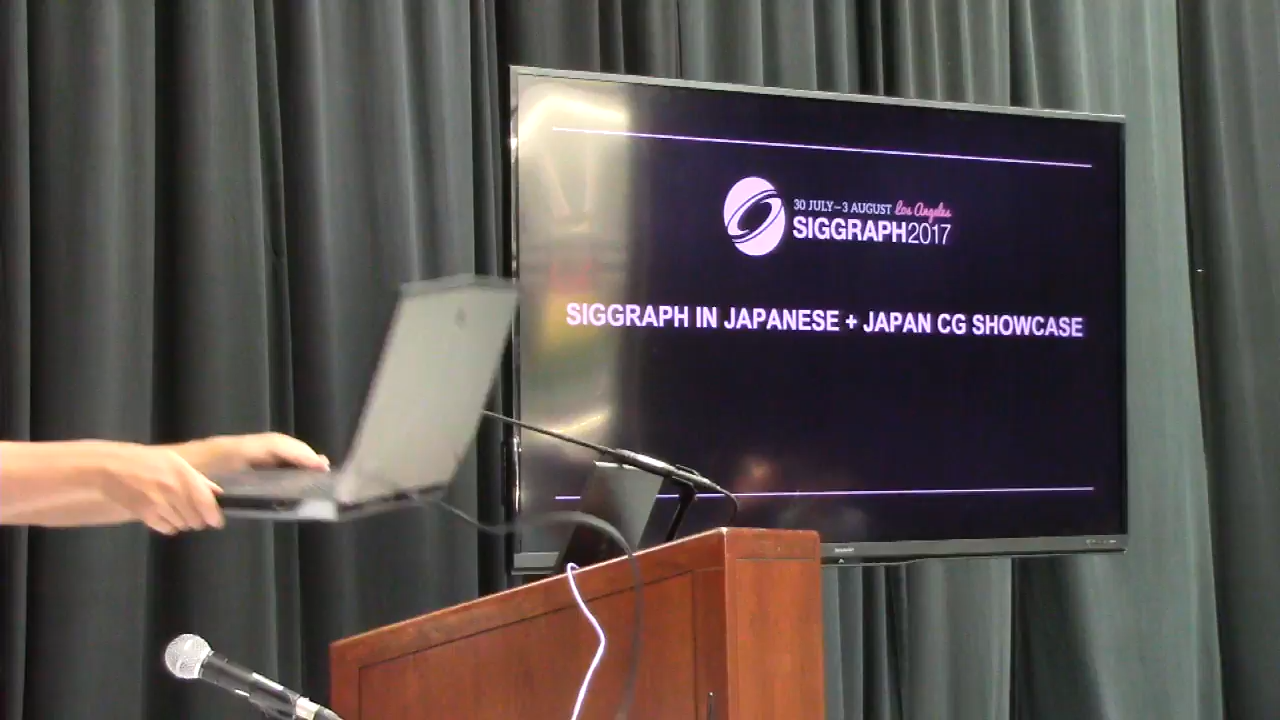 30 JULY–3 AUGUST Los Angeles
SIGGRAPH2017
SIGGRAPH IN JAPANESE + JAPAN CG SHOWCASE